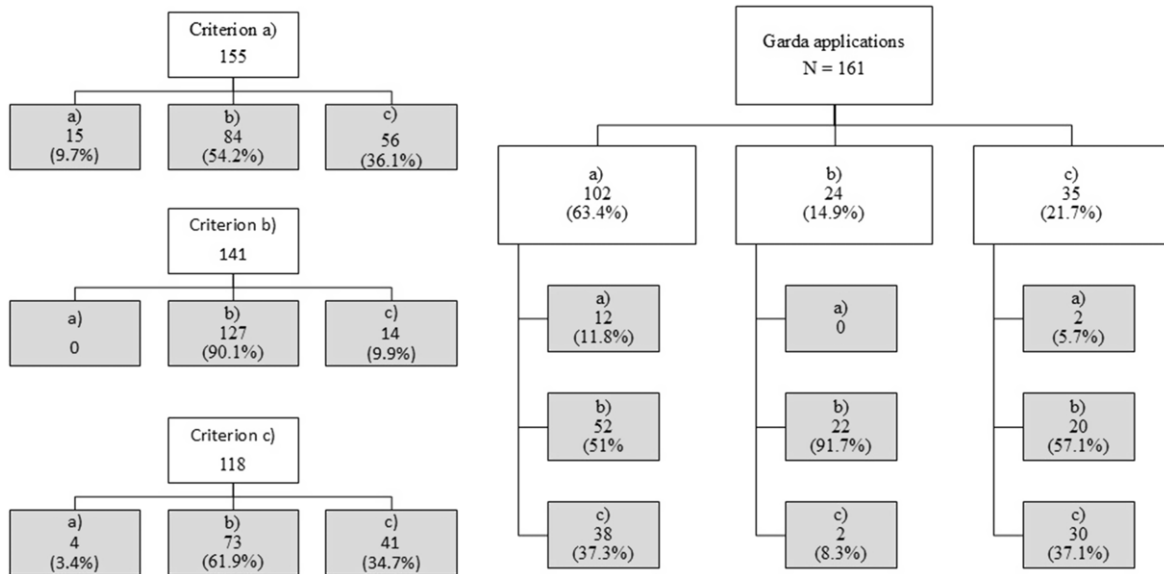 Criterion a)
155
a)
15
(9.7%)
b)
84
(54.2%)
c)
56
(36.1%)
Criterion b)
141
a)
0
b)
127
(90.1%)
c)
14
(9.9%)
Criterion c)
118
a)
4
(3.4%)
b)
73
(61.9%)
c)
41
(34.7%)
Garda applications
N = 161
a)
102
(63.4%)
b)
24
(14.9%)
c)
35
(21.7%)
a)
12
(11.8%)
b)
52
(51%
c)
38
(37.3%)
a)
0
b)
22
(91.7%)
c)
2
(8.3%)
a)
2
(5.7%)
b)
20
(57.1%)
c)
30
(37.1%)